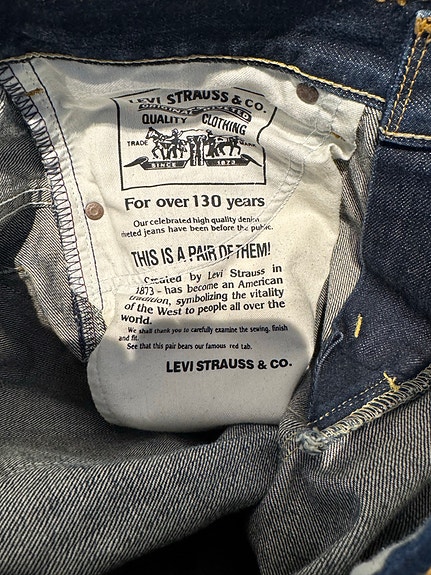 LEVI STRAUSS & CO.
QUALITY CLOTHING
TRADE MARK
SINCE 1873
For over 130 years
Our celebrated high quality denim
riveted jeans have been before the public.
THIS IS A PAIR OF THEM!
Created by Levi Strauss in
1873 - has become an American
tradition, symbolizing the vitality
of the West to people all over the
world.
We shall thank you to carefully examine the sewing, finish
and fit.
See that this pair bears our famous red tab.
LEVI STRAUSS & CO.